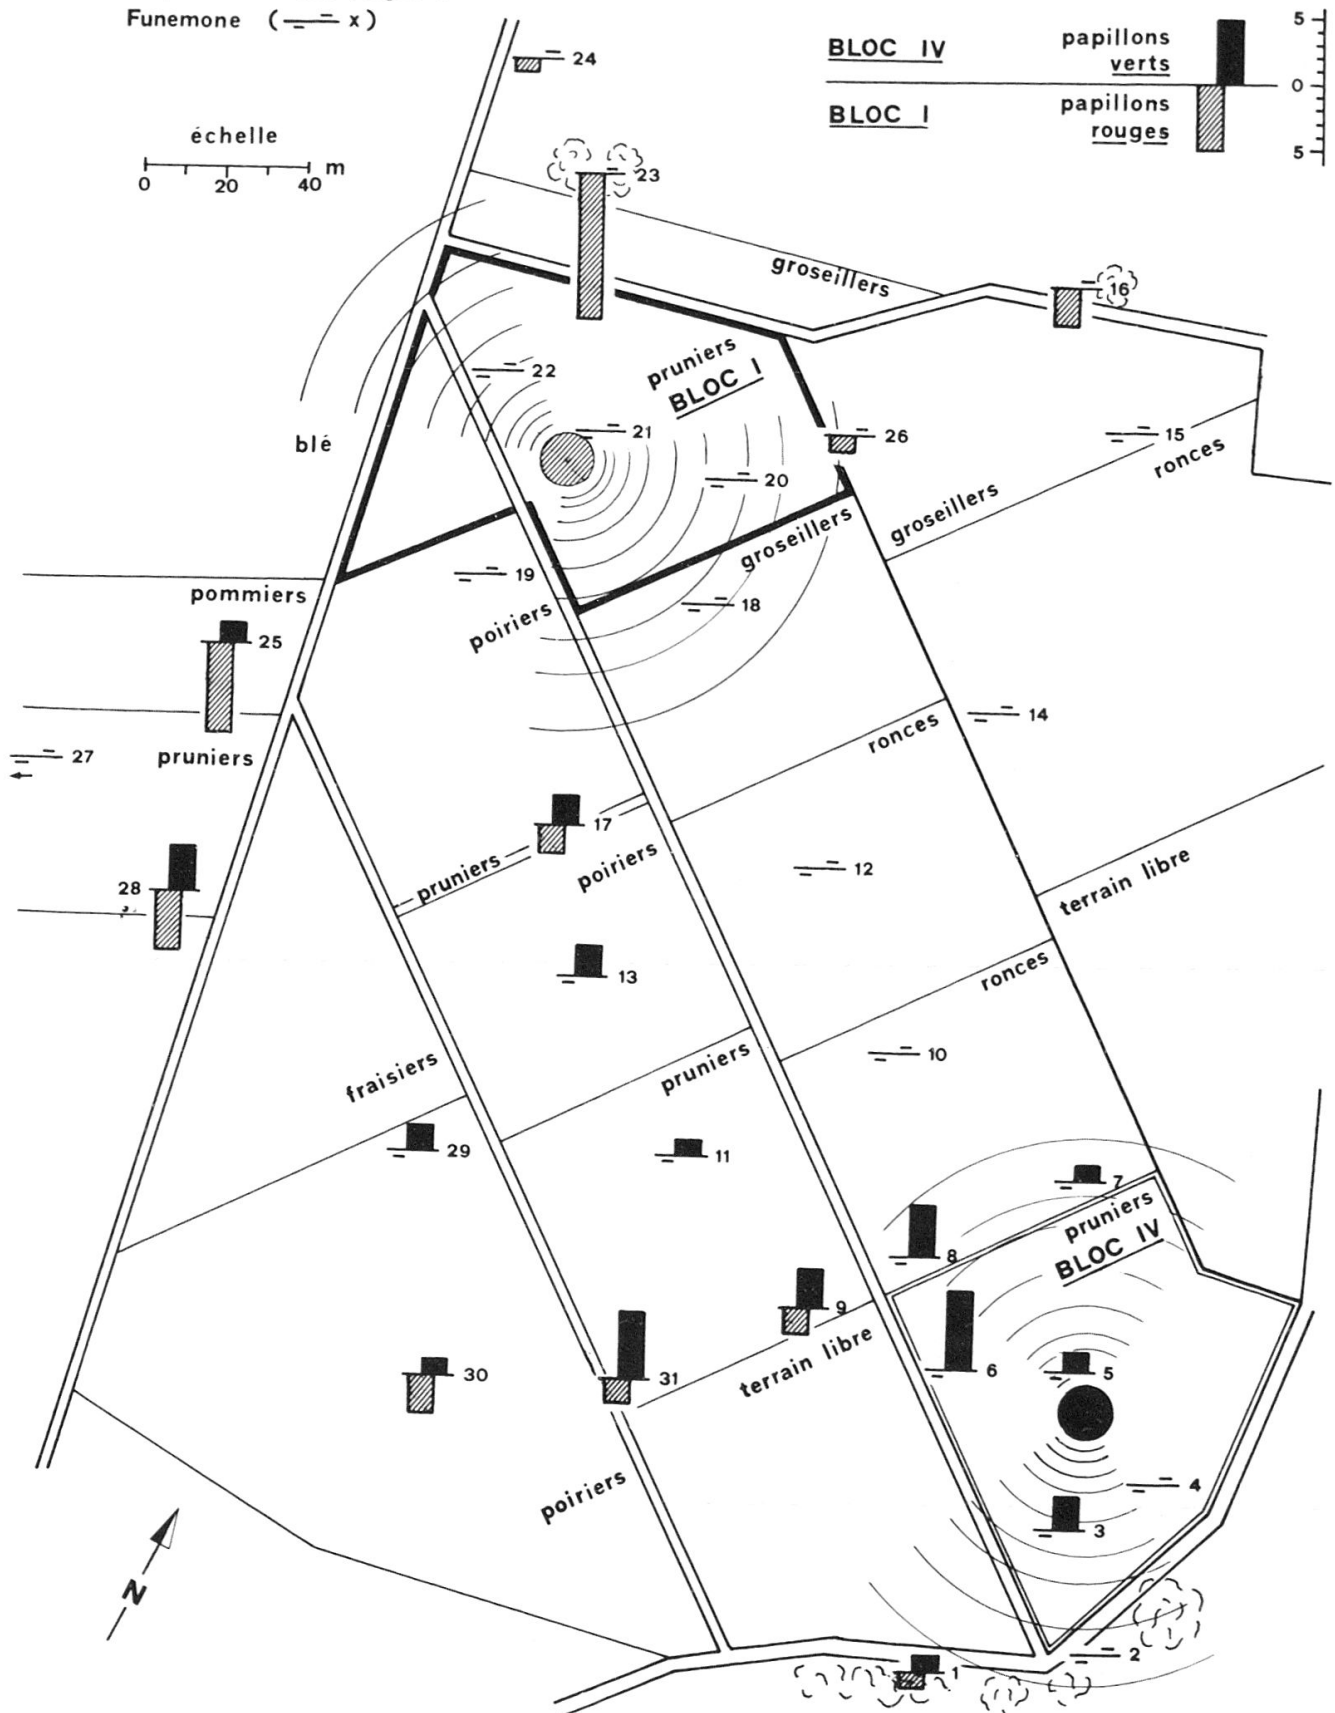 Funemone ( x )
BLOC IV papillons verts
BLOC I papillons rouges
5
0
5
échelle
0 20 40 m
24
23
groseillers
16
22
pruniers
BLOC I
blé
21
26
15
ronces
20
groseillers
groseillers
19
pommiers
poiriers
18
25
ronces
14
27
pruniers
17
poiriers
12
terrain libre
pruniers
28
13
ronces
10
pruniers
fraisiers
29
11
7
pruniers
BLOC IV
8
9
terrain libre
30
31
6
5
poiriers
4
3
N
2
1